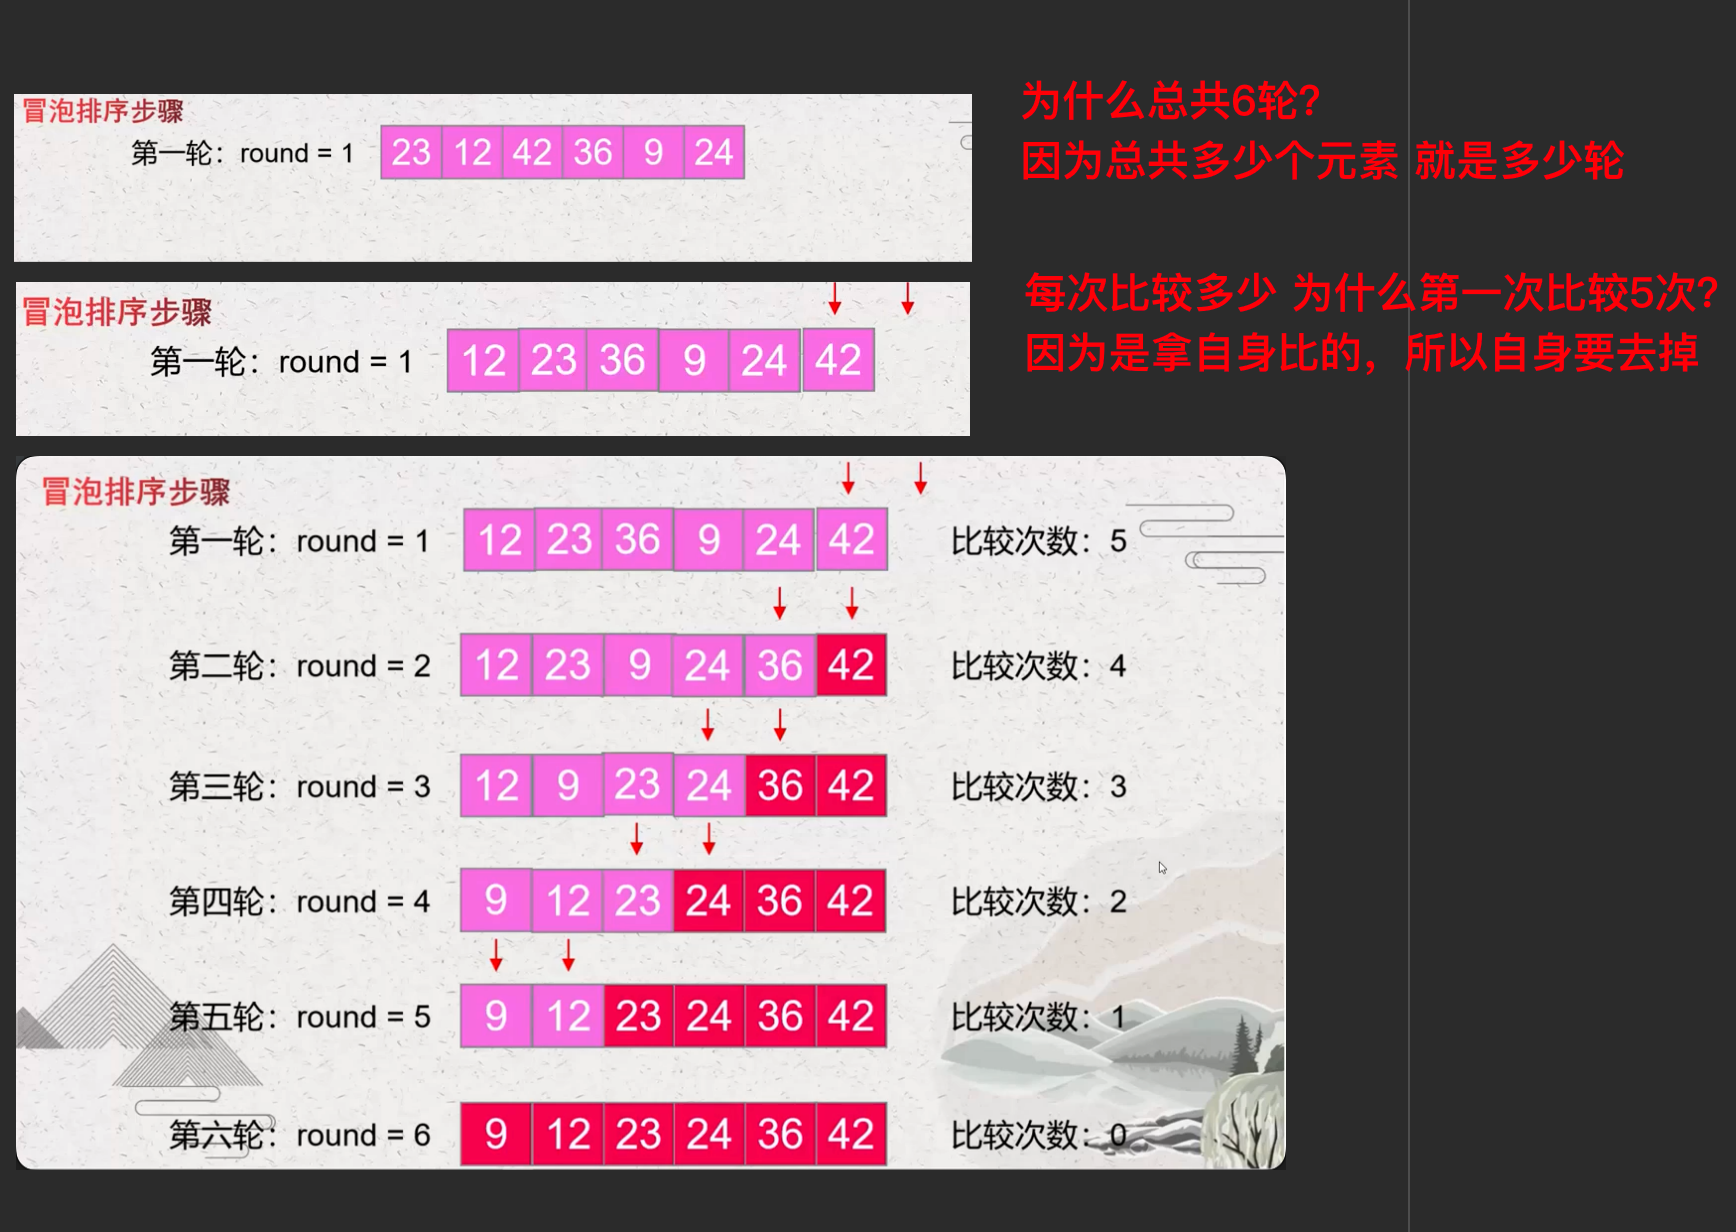 冒泡排序步骤
第一轮：round = 1 23 12 42 36 9 24
为什么总共6轮？
因为总共多少个元素 就是多少轮
冒泡排序步骤
第一轮：round = 1 12 23 36 9 24 42
每次比较多少 为什么第一次比较5次？
因为是拿自身比的，所以自身要去掉
冒泡排序步骤
第一轮：round = 1 12 23 36 9 24 42 比较次数：5
第二轮：round = 2 12 23 9 24 36 42 比较次数：4
第三轮：round = 3 12 9 23 24 36 42 比较次数：3
第四轮：round = 4 9 12 23 24 36 42 比较次数：2
第五轮：round = 5 9 12 23 24 36 42 比较次数：1
第六轮：round = 6 9 12 23 24 36 42 比较次数：0